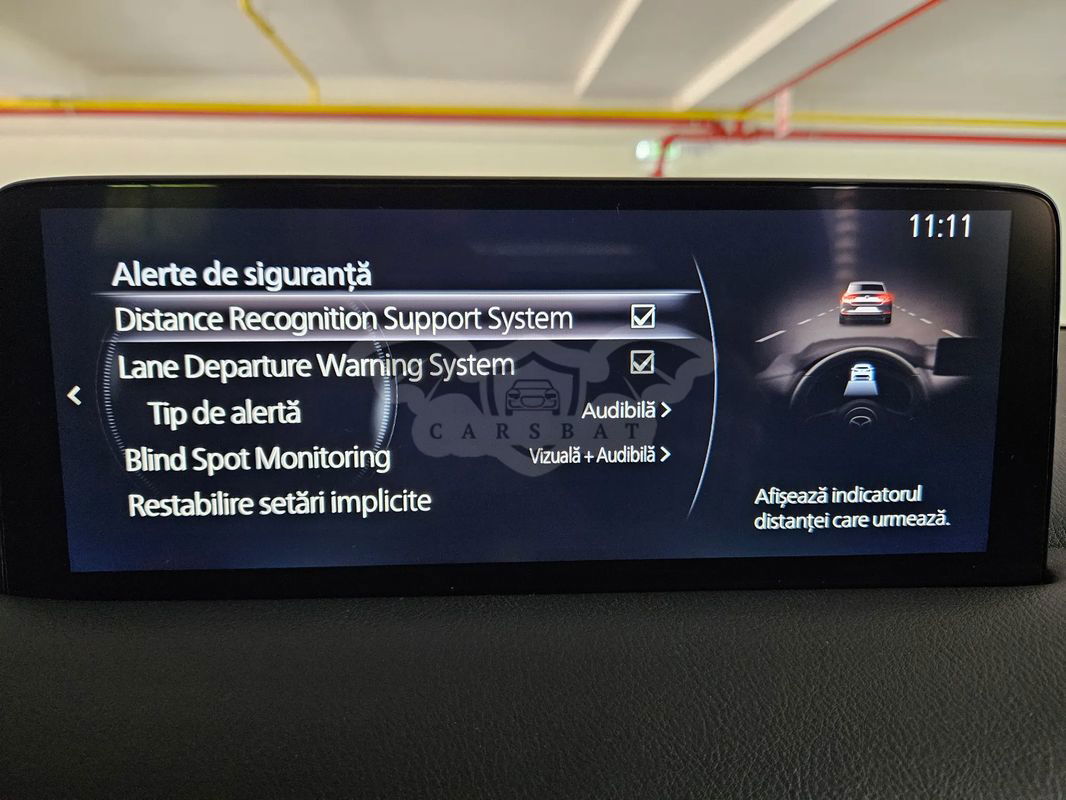 11:11
Alerte de siguranță
Distance Recognition Support System
Lane Departure Warning System
Tip de alertă Audibilă >
CARSBAT
Blind Spot Monitoring Vizuală + Audibilă >
Restabilire setări implicite
Afișează indicatorul
distanței care urmează.